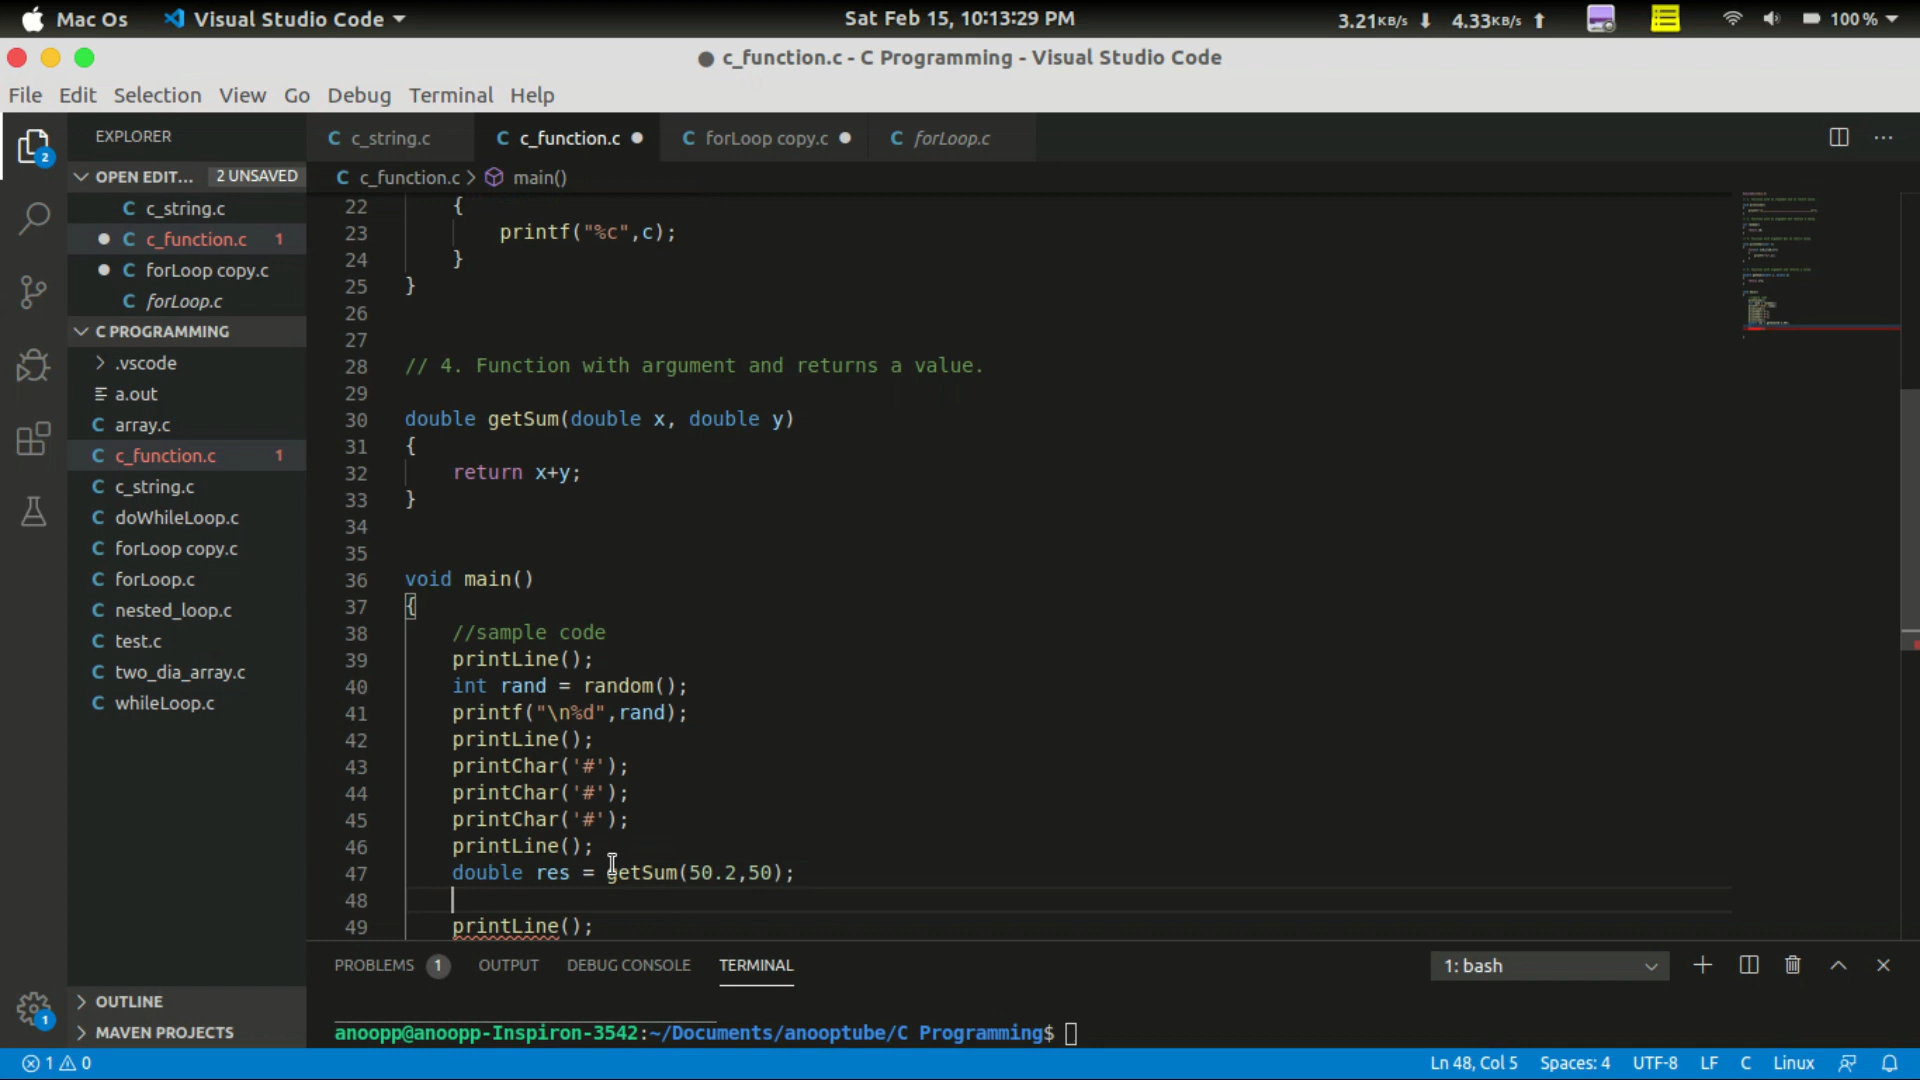 Mac Os Visual Studio Code Sat Feb 15, 10:13:29 PM 3.21KB/s 4.33KB/s 100 %
c_function.c - C Programming - Visual Studio Code
File Edit Selection View Go Debug Terminal Help
EXPLORER
2
OPEN EDIT... 2 UNSAVED
C c_string.c
C c_function.c 1
C forLoop copy.c
C forLoop.c
C PROGRAMMING
.vscode
a.out
C array.c
C c_function.c 1
C c_string.c
C doWhileLoop.c
C forLoop copy.c
C forLoop.c
C nested_loop.c
C test.c
C two_dia_array.c
C whileLoop.c
OUTLINE
1
MAVEN PROJECTS
C c_string.c C c_function.c C forLoop copy.c C forLoop.c
C c_function.c > main()
22 {
23 printf("%c",c);
24 }
25 }
26
27
28 // 4. Function with argument and returns a value.
29
30 double getSum(double x, double y)
31 {
32 return x+y;
33 }
34
35
36 void main()
37 {
38 //sample code
39 printLine();
40 int rand = random();
41 printf("\n%d",rand);
42 printLine();
43 printChar('#');
44 printChar('#');
45 printChar('#');
46 printLine();
47 double res = getSum(50.2,50);
48
49 printLine();
PROBLEMS 1 OUTPUT DEBUG CONSOLE TERMINAL 1: bash
anoopp@anoopp-Inspiron-3542:~/Documents/anooptube/C Programming$
1 0 Ln 48, Col 5 Spaces: 4 UTF-8 LF C Linux